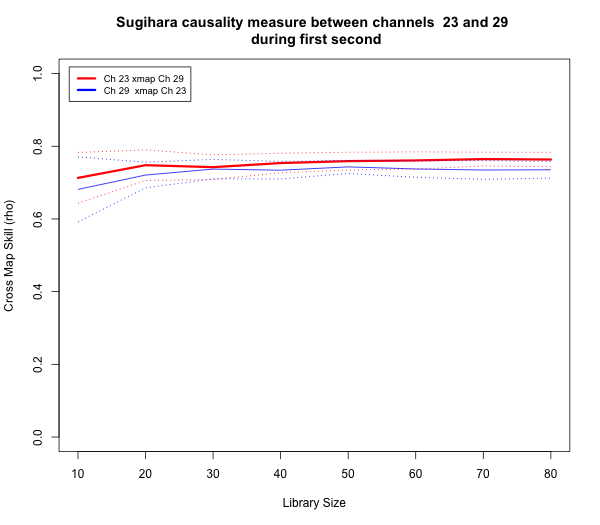 Sugihara causality measure between channels  23 and 29
during first second
Ch 23 xmap Ch 29
Ch 29  xmap Ch 23
Cross Map Skill (rho)
1.0
0.8
0.6
0.4
0.2
0.0
10 20 30 40 50 60 70 80
Library Size